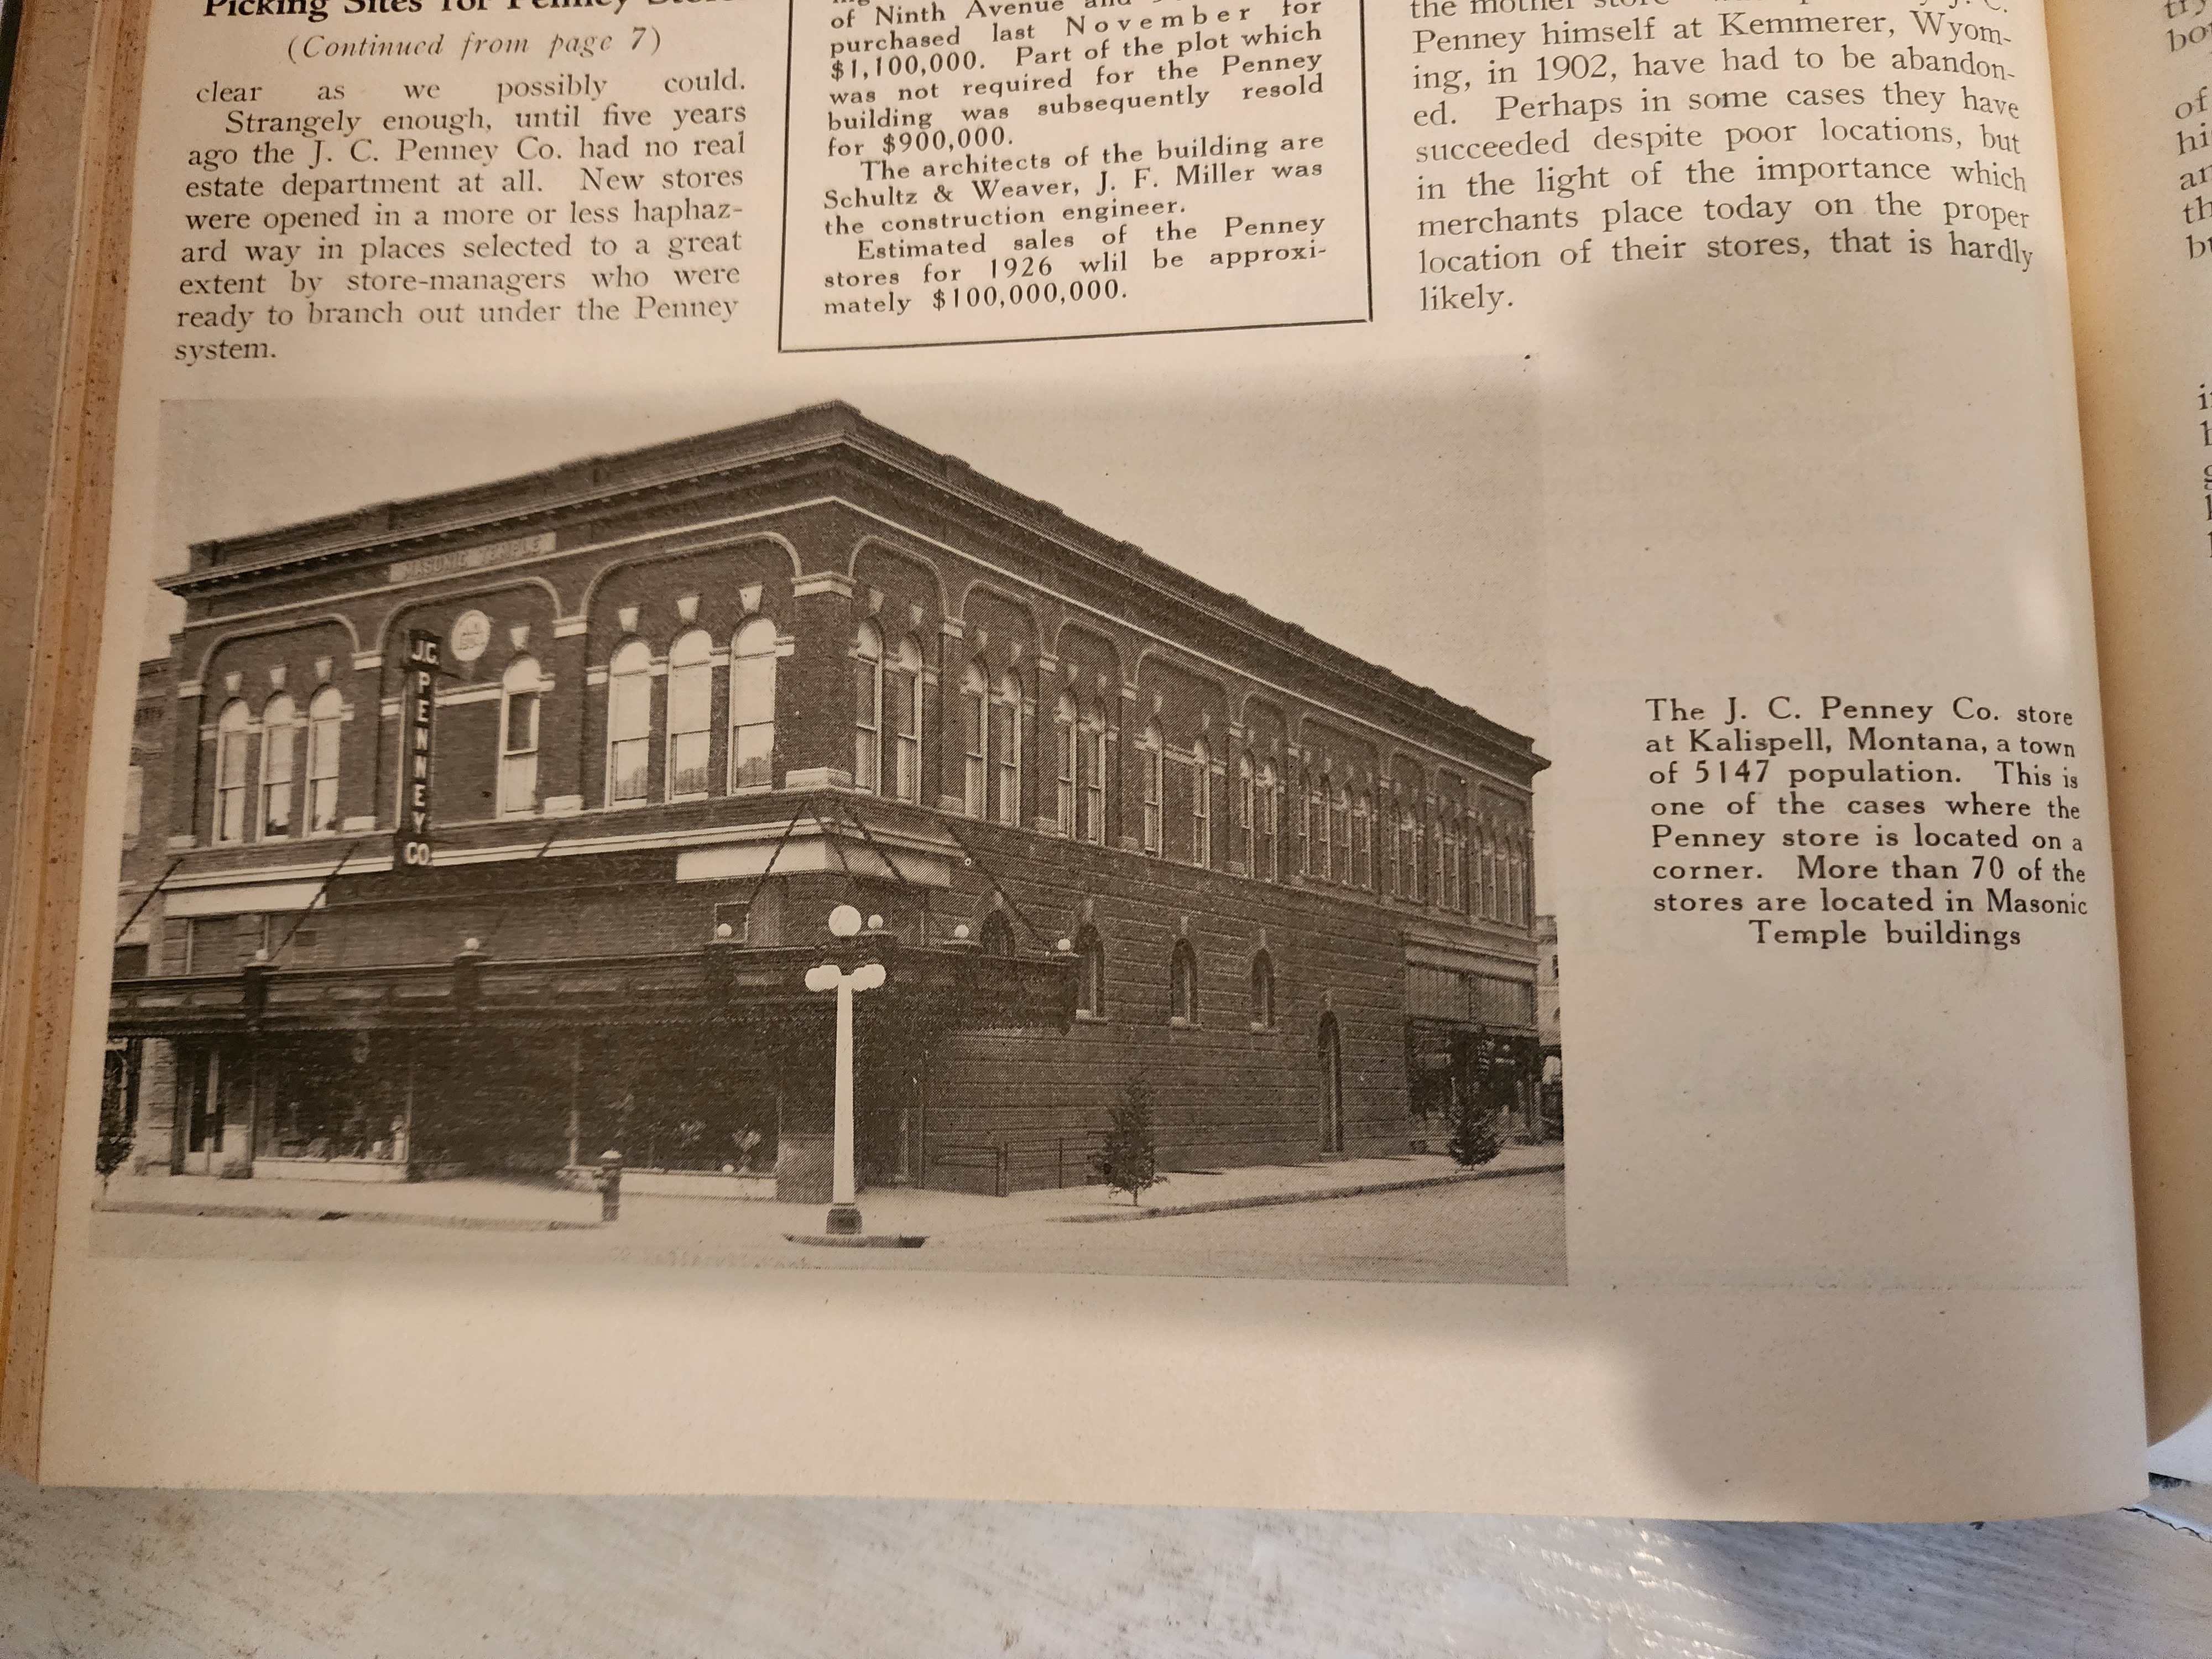 Picking Sites for Penney
(Continued from page 7)
clear as we possibly could.
Strangely enough, until five years
ago the J. C. Penney Co. had no real
estate department at all. New stores
were opened in a more or less haphaz-
ard way in places selected to a great
extent by store-managers who were
ready to branch out under the Penney
system.
of Ninth Avenue and
purchased last November for
$1,100,000. Part of the plot which
was not required for the Penney
building was subsequently resold
for $900,000.
The architects of the building are
Schultz & Weaver, J. F. Miller was
the construction engineer.
Estimated sales of the Penney
stores for 1926 wlil be approxi-
mately $100,000,000.
the mother store J. C.
Penney himself at Kemmerer, Wyom-
ing, in 1902, have had to be abandon-
ed. Perhaps in some cases they have
succeeded despite poor locations, but
in the light of the importance which
merchants place today on the proper
location of their stores, that is hardly
likely.
MASONIC TEMPLE
J.C.
PENNEY
CO.
The J. C. Penney Co. store
at Kalispell, Montana, a town
of 5147 population. This is
one of the cases where the
Penney store is located on a
corner. More than 70 of the
stores are located in Masonic
Temple buildings